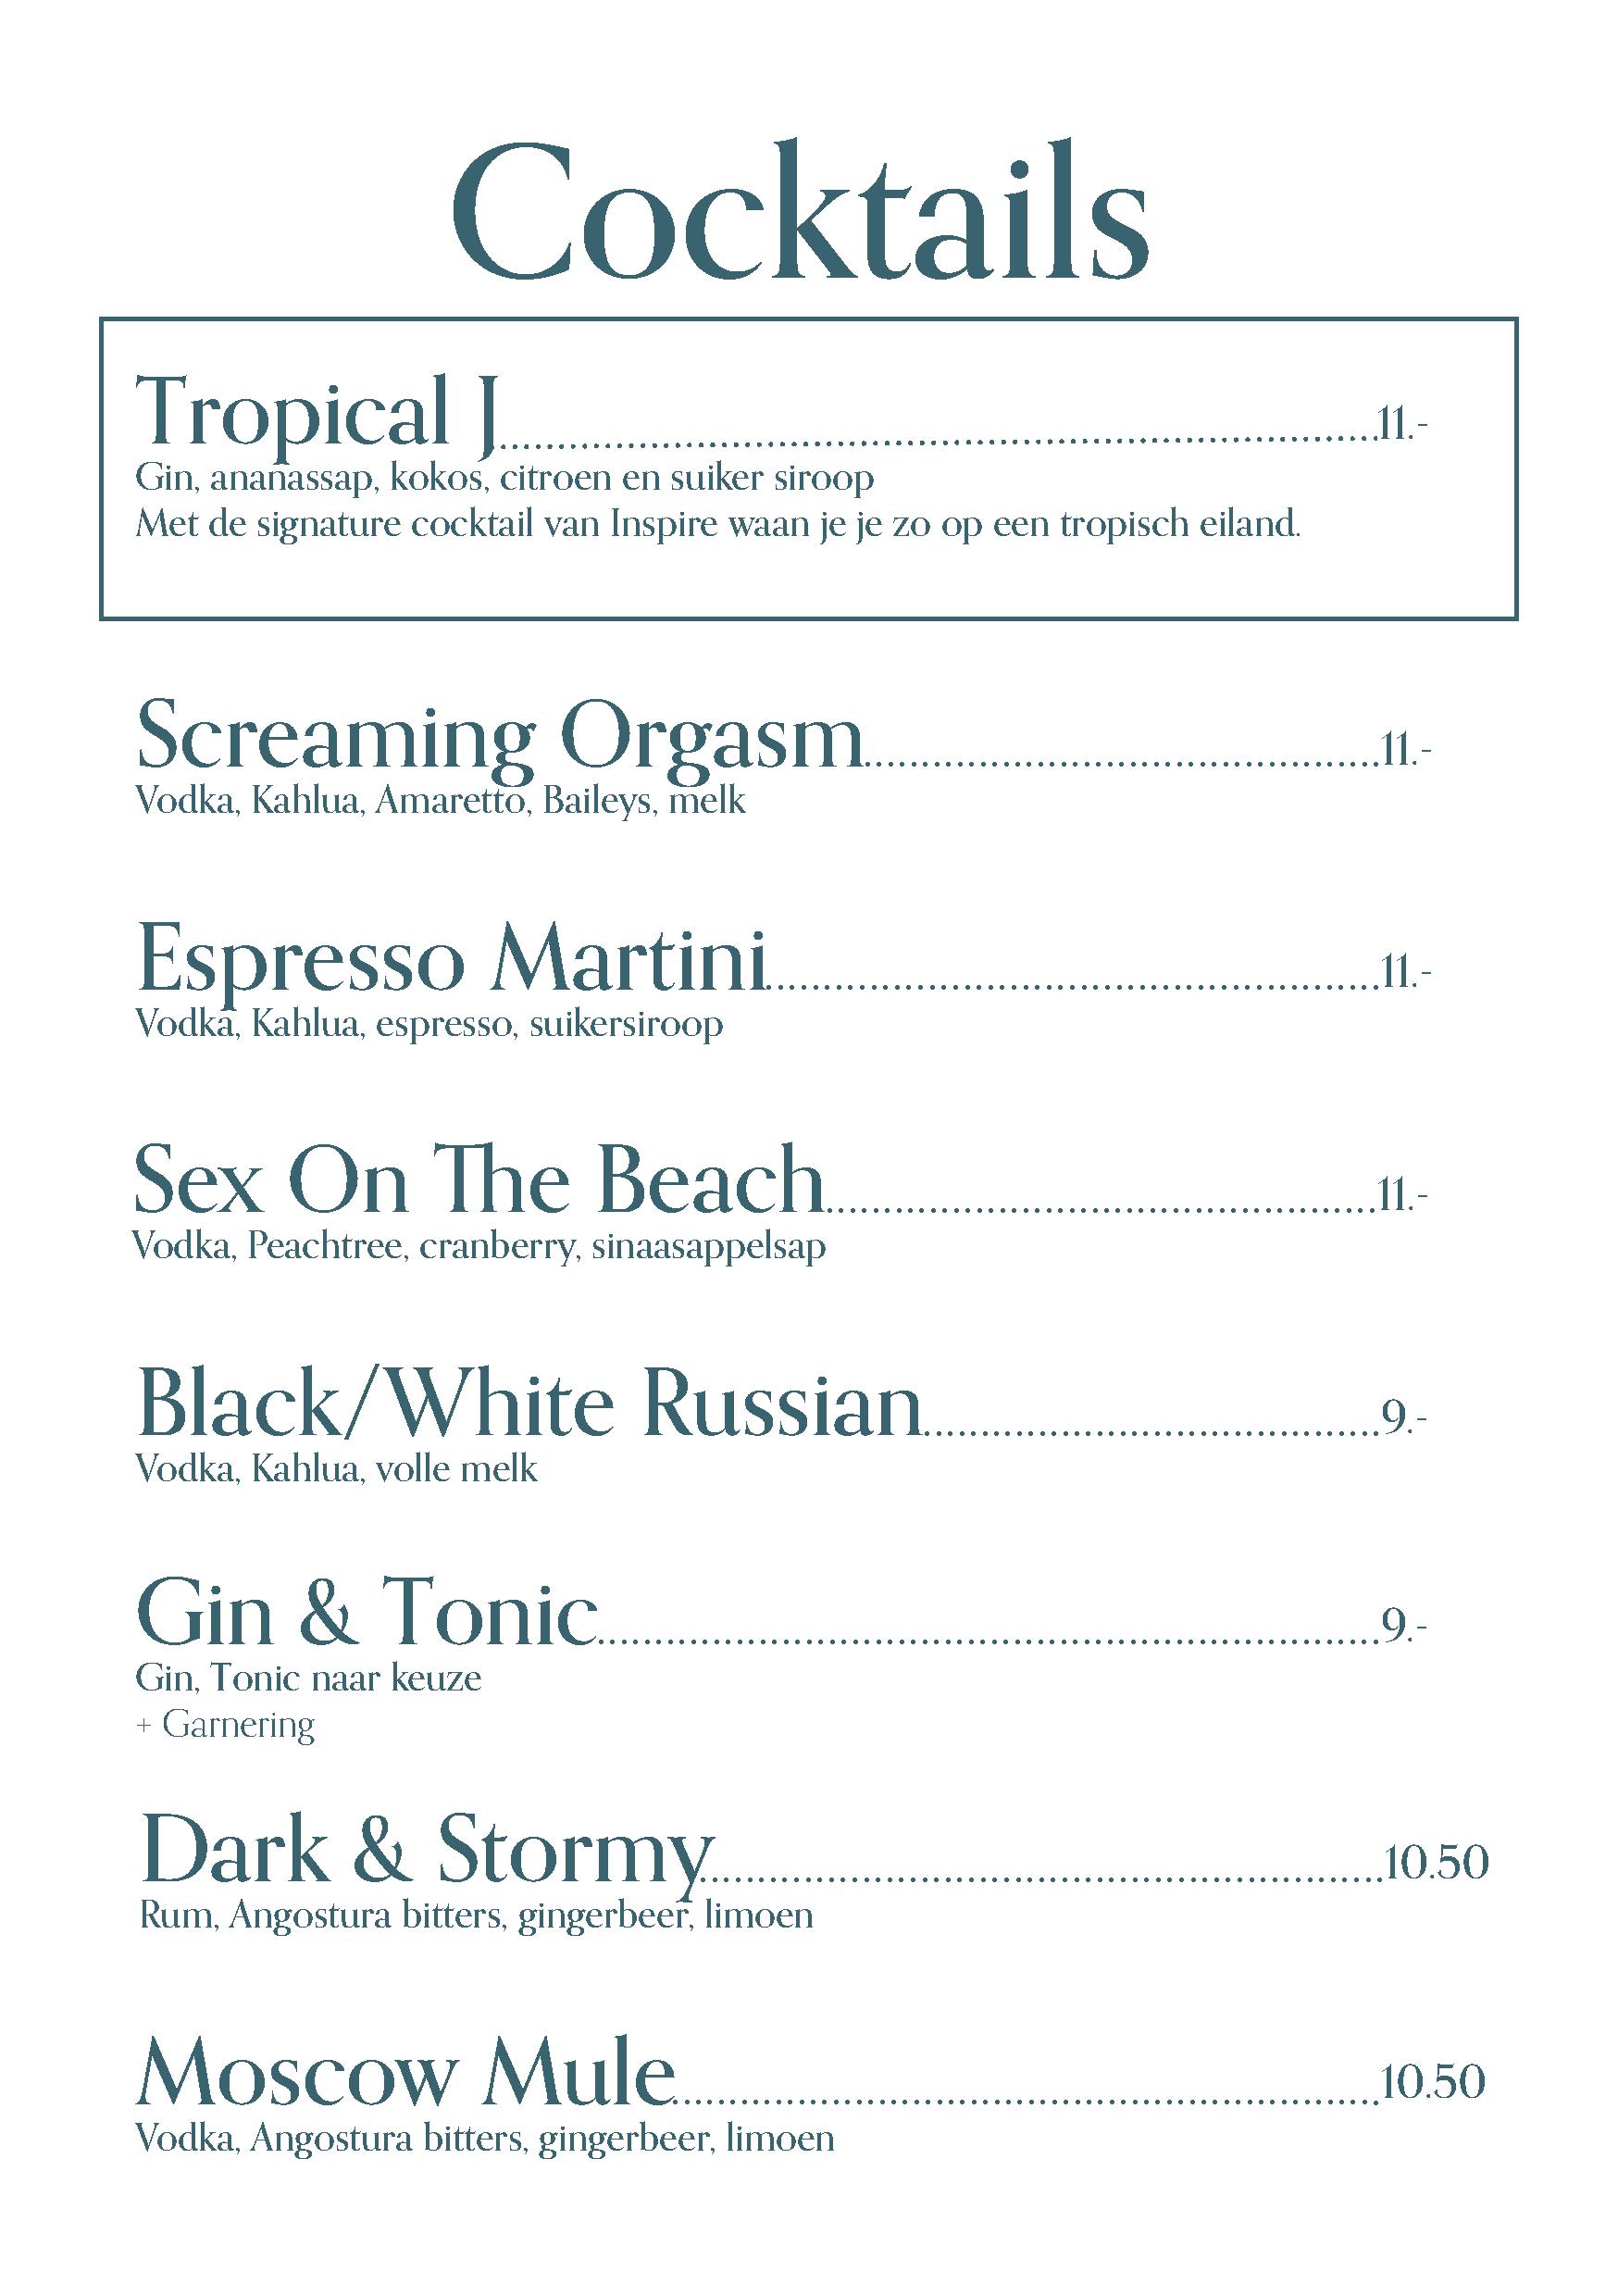 Cocktails
Tropical J........................................................................................11.-
Gin, ananassap, kokos, citroen en suiker siroop
Met de signature cocktail van Inspire waan je je zo op een tropisch eiland.
Screaming Orgasm....................................................11.-
Vodka, Kahlua, Amaretto, Baileys, melk
Espresso Martini..............................................................11.-
Vodka, Kahlua, espresso, suikersiroop
Sex On The Beach.......................................................11.-
Vodka, Peachtree, cranberry, sinaasappelsap
Black/White Russian..............................................9.-
Vodka, Kahlua, volle melk
Gin & Tonic..............................................................................9.-
Gin, Tonic naar keuze
+ Garnering
Dark & Stormy.....................................................................10.50
Rum, Angostura bitters, gingerbeer, limoen
Moscow Mule.......................................................................10.50
Vodka, Angostura bitters, gingerbeer, limoen